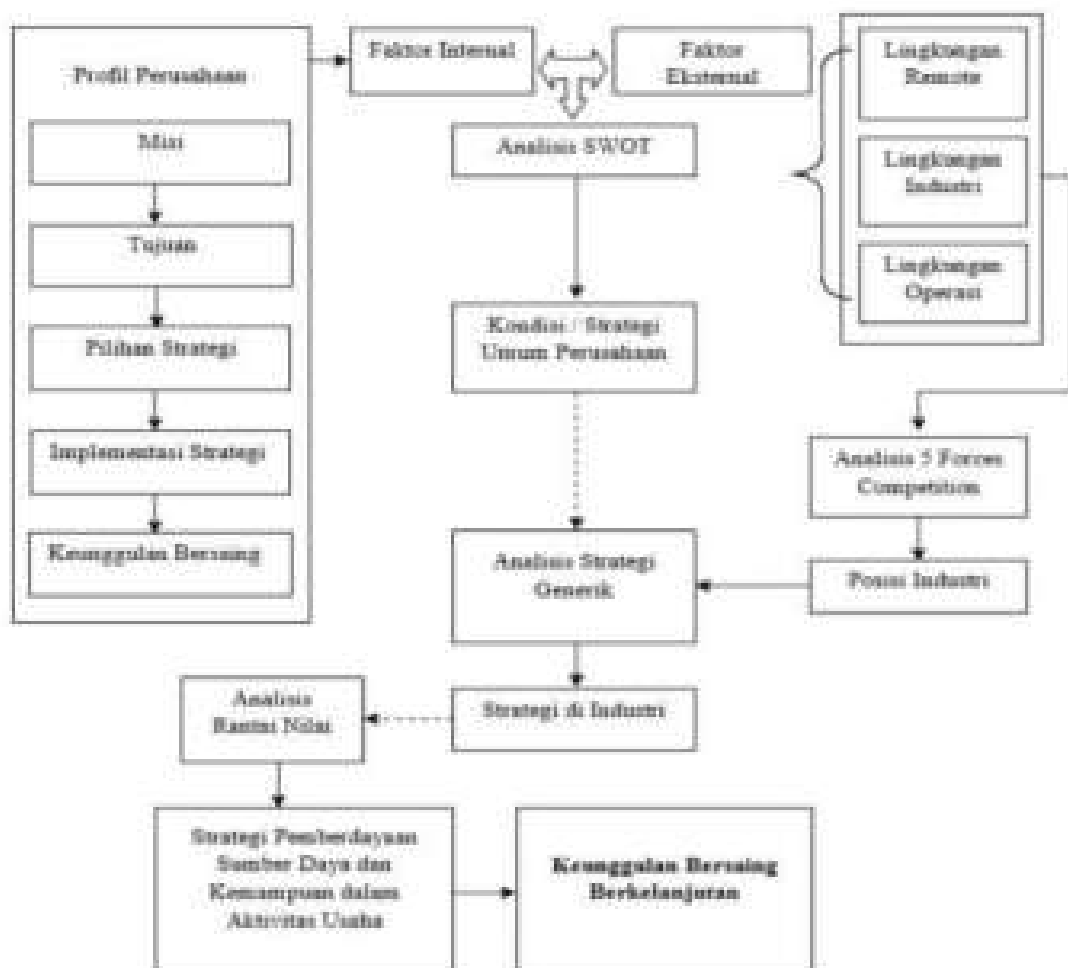 Profil Perusahaan
Misi
Tujuan
Pilihan Strategi
Implementasi Strategi
Keunggulan Bersaing
Faktor Internal
Faktor
Eksternal
Analisis SWOT
Kondisi / Strategi
Umum Perusahaan
Lingkungan
Remote
Lingkungan
Industri
Lingkungan
Operasi
Analisis 5 Forces
Competition
Posisi Industri
Analisis Strategi
Generik
Strategi di Industri
Analisis
Rantai Nilai
Strategi Pemberdayaan
Sumber Daya dan
Kemampuan dalam
Aktivitas Usaha
Keunggulan Bersaing
Berkelanjutan